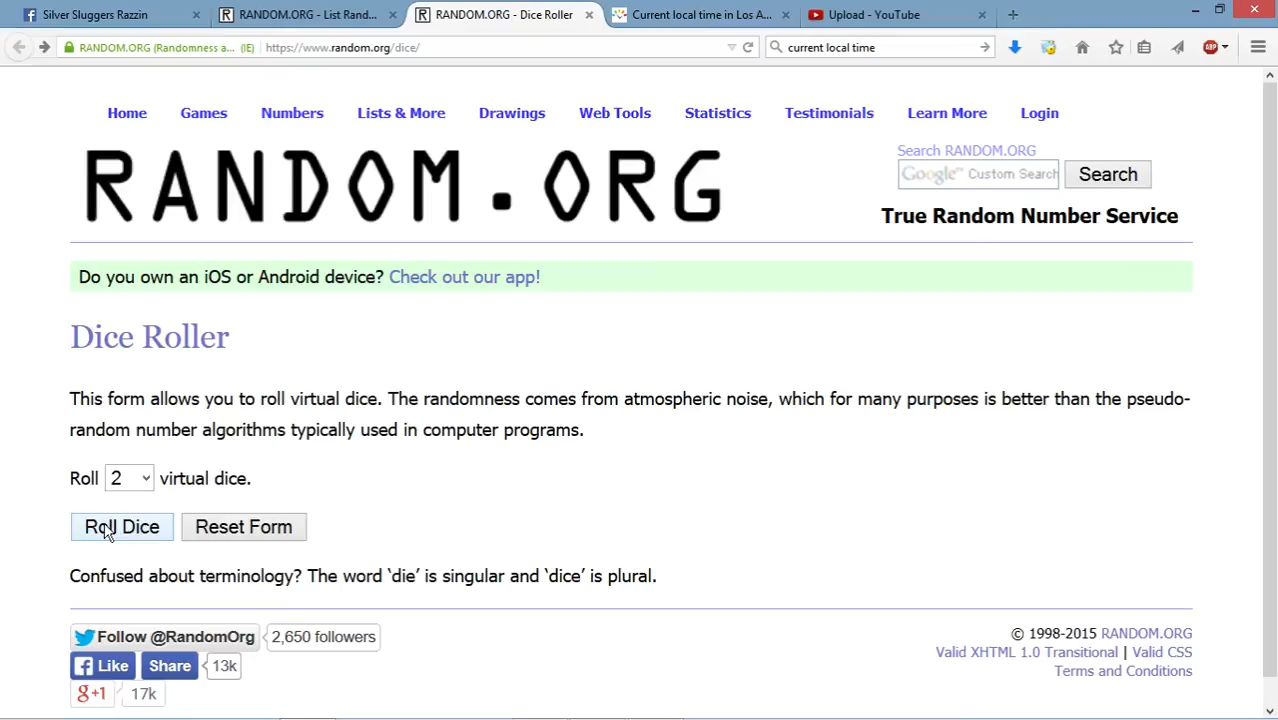 Silver Sluggers Razzin
RANDOM.ORG - List Rand...
RANDOM.ORG - Dice Roller
Current local time in Los A...
Upload - YouTube
RANDOM.ORG (Randomness a... (IE)
https://www.random.org/dice/
current local time
ABP
Home
Games
Numbers
Lists & More
Drawings
Web Tools
Statistics
Testimonials
Learn More
Login
RANDOM.ORG
Search RANDOM.ORG
Google™ Custom Search
Search
True Random Number Service
Do you own an iOS or Android device? Check out our app!
Dice Roller
This form allows you to roll virtual dice. The randomness comes from atmospheric noise, which for many purposes is better than the pseudo-
random number algorithms typically used in computer programs.
Roll 2 virtual dice.
Roll Dice
Reset Form
Confused about terminology? The word ‘die’ is singular and ‘dice’ is plural.
Follow @RandomOrg
2,650 followers
Like
Share
13k
g+1
17k
© 1998-2015 RANDOM.ORG
Valid XHTML 1.0 Transitional | Valid CSS
Terms and Conditions